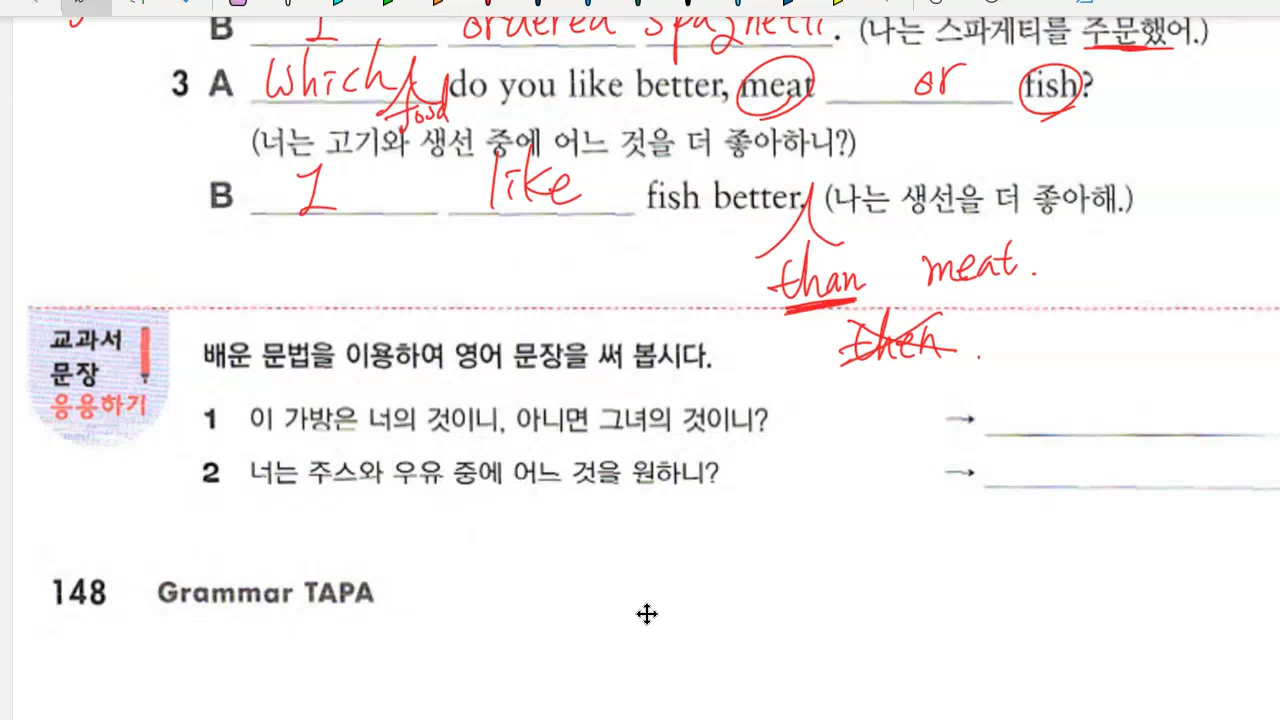 B I ordered spaghetti. (나는 스파게티를 주문했어.)
3 A which do you like better, meat or fish?
food
(너는 고기와 생선 중에 어느 것을 더 좋아하니?)
B I like fish better. (나는 생선을 더 좋아해.)
than meat.
then.
교과서
문장
응용하기
배운 문법을 이용하여 영어 문장을 써 봅시다.
1 이 가방은 너의 것이니, 아니면 그녀의 것이니? →
2 너는 주스와 우유 중에 어느 것을 원하니? →
148 Grammar TAPA